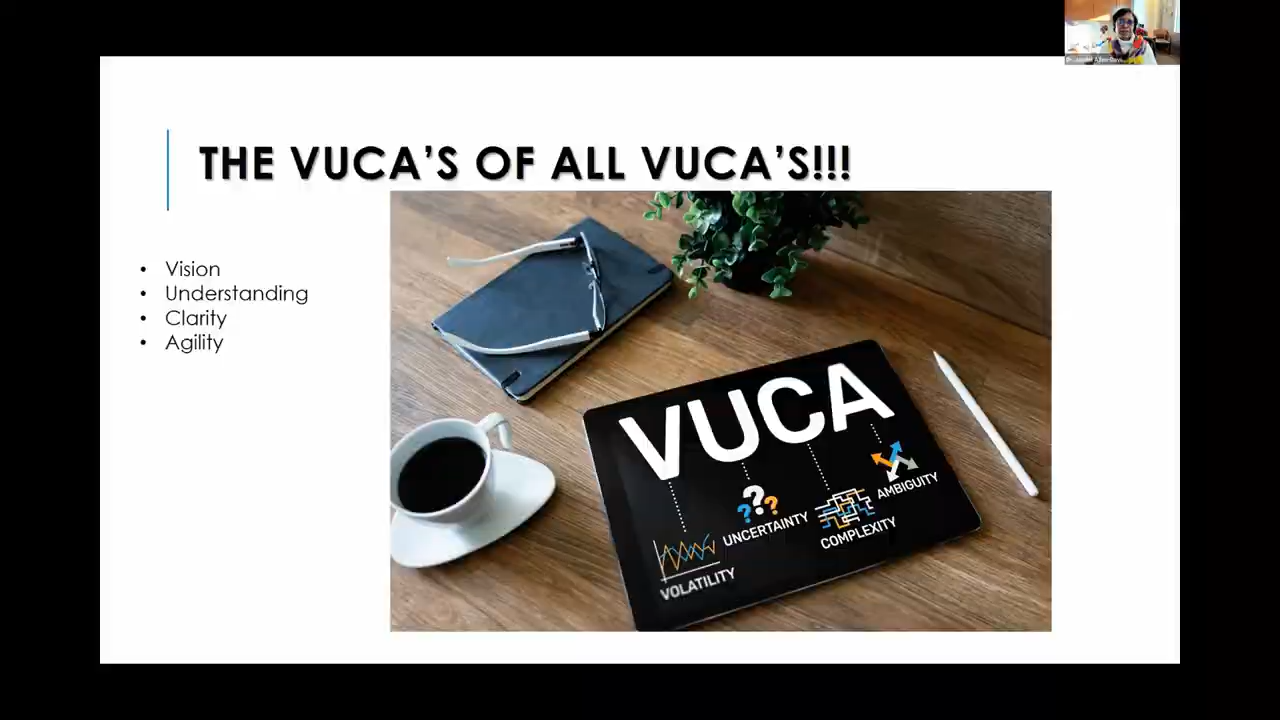 THE VUCA'S OF ALL VUCA'S!!!
• Vision
• Understanding
• Clarity
• Agility
VUCA
VOLATILITY
UNCERTAINTY
COMPLEXITY
AMBIGUITY